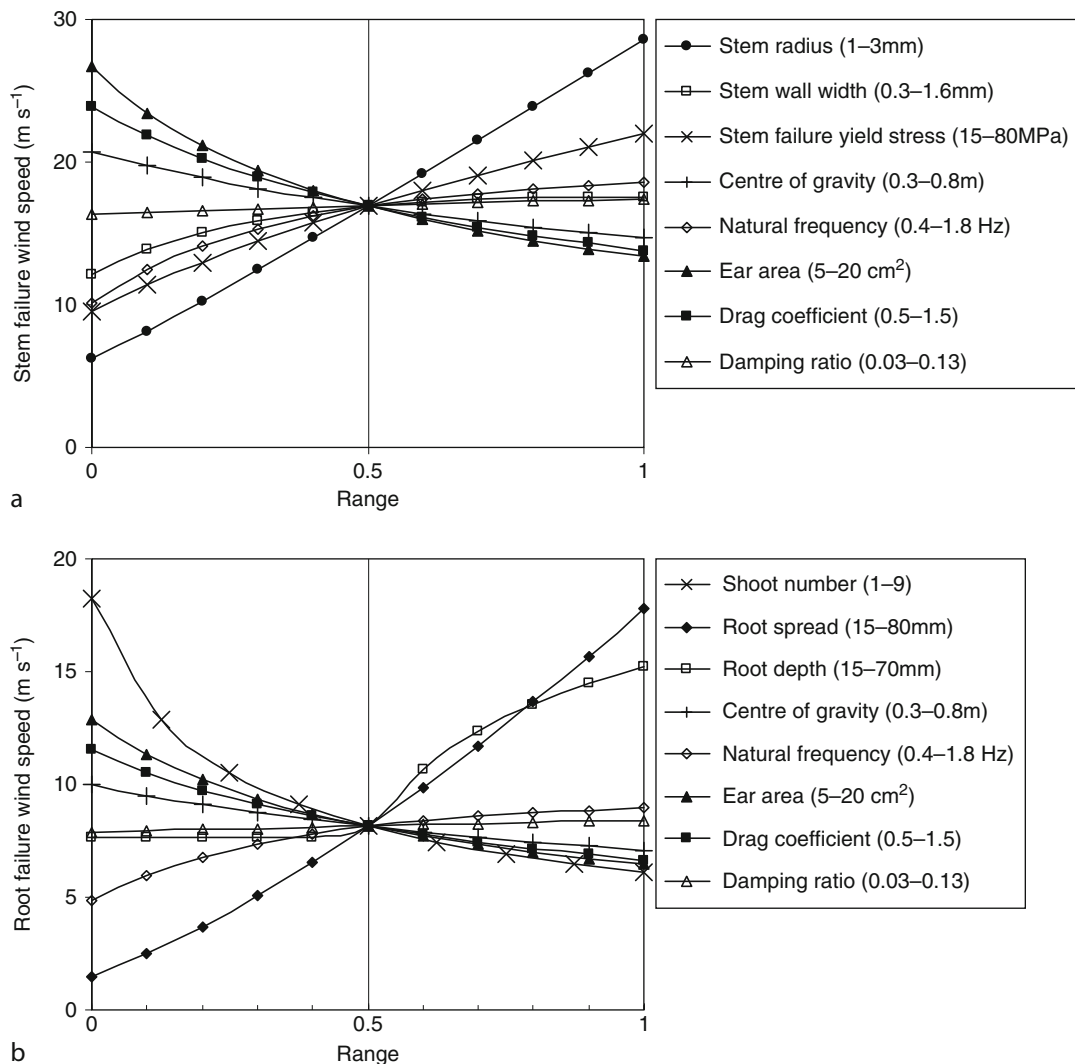 30
20
10
0
Stem failure wind speed (m s⁻¹)
0
0.5
1
Range
Stem radius (1–3mm)
Stem wall width (0.3–1.6mm)
Stem failure yield stress (15–80MPa)
Centre of gravity (0.3–0.8m)
Natural frequency (0.4–1.8 Hz)
Ear area (5–20 cm²)
Drag coefficient (0.5–1.5)
Damping ratio (0.03–0.13)
a
20
15
10
5
0
Root failure wind speed (m s⁻¹)
0
0.5
1
Range
Shoot number (1–9)
Root spread (15–80mm)
Root depth (15–70mm)
Centre of gravity (0.3–0.8m)
Natural frequency (0.4–1.8 Hz)
Ear area (5–20 cm²)
Drag coefficient (0.5–1.5)
Damping ratio (0.03–0.13)
b